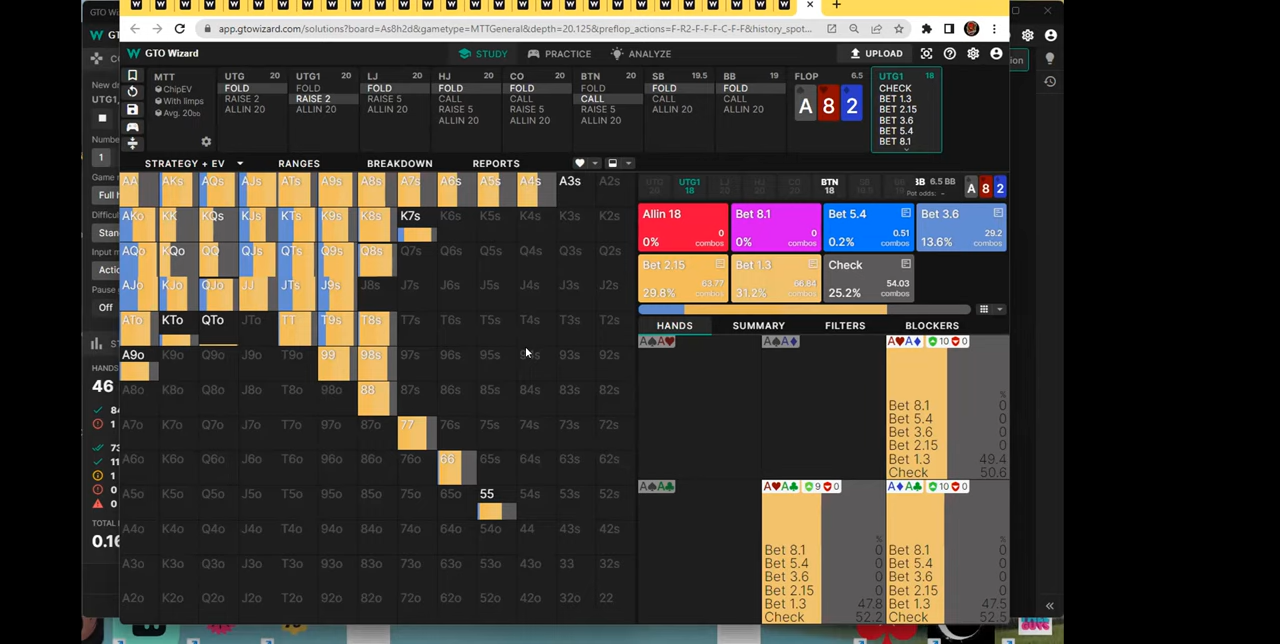 app.gtowizard.com/solutions?board=As8h2d&gametype=MTTGeneral&depth=20.125&preflop_actions=F-R2-F-F-F-C-F-F&history_spot...
GTO Wizard STUDY PRACTICE ANALYZE UPLOAD
MTT
ChipEV
With limps
Avg. 20
UTG 20
FOLD
RAISE 2
ALLIN 20
UTG1 20
FOLD
RAISE 2
ALLIN 20
LJ 20
FOLD
RAISE 5
ALLIN 20
HJ 20
FOLD
CALL
RAISE 5
ALLIN 20
CO 20
FOLD
CALL
RAISE 5
ALLIN 20
BTN 20
FOLD
CALL
RAISE 5
ALLIN 20
SB 19.5
FOLD
CALL
RAISE 5
ALLIN 20
BB 19
FOLD
CALL
ALLIN 20
FLOP 6.5
A 8 2
UTG1 18
CHECK
BET 1.3
BET 2.15
BET 3.6
BET 5.4
BET 8.1
STRATEGY + EV RANGES BREAKDOWN REPORTS
AA AKs AQs AJs ATs A9s A8s A7s A6s A5s A4s A3s A2s
AKo KK KQs KJs KTs K9s K8s K7s K6s K5s K4s K3s K2s
AQo KQo QQ QJs QTs Q9s Q8s Q7s Q6s Q5s Q4s Q3s Q2s
AJo KJo QJo JJ JTs J9s J8s J7s J6s J5s J4s J3s J2s
ATo KTo QTo JTo TT T9s T8s T7s T6s T5s T4s T3s T2s
A9o K9o Q9o J9o T9o 99 98s 97s 96s 95s 94s 93s 92s
A8o K8o Q8o J8o T8o 98o 88 87s 86s 85s 84s 83s 82s
A7o K7o Q7o J7o T7o 97o 87o 77 76s 75s 74s 73s 72s
A6o K6o Q6o J6o T6o 96o 86o 76o 66 65s 64s 63s 62s
A5o K5o Q5o J5o T5o 95o 85o 75o 65o 55 54s 53s 52s
A4o K4o Q4o J4o T4o 94o 84o 74o 64o 54o 44 43s 42s
A3o K3o Q3o J3o T3o 93o 83o 73o 63o 53o 43o 33 32s
A2o K2o Q2o J2o T2o 92o 82o 72o 62o 52o 42o 32o 22
UTG1 18
BTN 18
6.5 BB
Pot odds: -
A 8 2
Allin 18
0
0% combos
Bet 8.1
0
0% combos
Bet 5.4
0.51
0.2% combos
Bet 3.6
29.2
13.6% combos
Bet 2.15
63.77
29.8% combos
Bet 1.3
66.84
31.2% combos
Check
54.03
25.2% combos
HANDS SUMMARY FILTERS BLOCKERS
A♠A♥
A♠A♦
A♥A♦ 10 0
%
Bet 8.1 0
Bet 5.4 0
Bet 3.6 0
Bet 2.15 0
Bet 1.3 49.4
Check 50.6
A♠A♣
A♥A♣ 9 0
%
Bet 8.1 0
Bet 5.4 0
Bet 3.6 0
Bet 2.15 0
Bet 1.3 47.8
Check 52.2
A♦A♣ 10 0
%
Bet 8.1 0
Bet 5.4 0
Bet 3.6 0
Bet 2.15 0
Bet 1.3 47.5
Check 52.5
HANDS
46